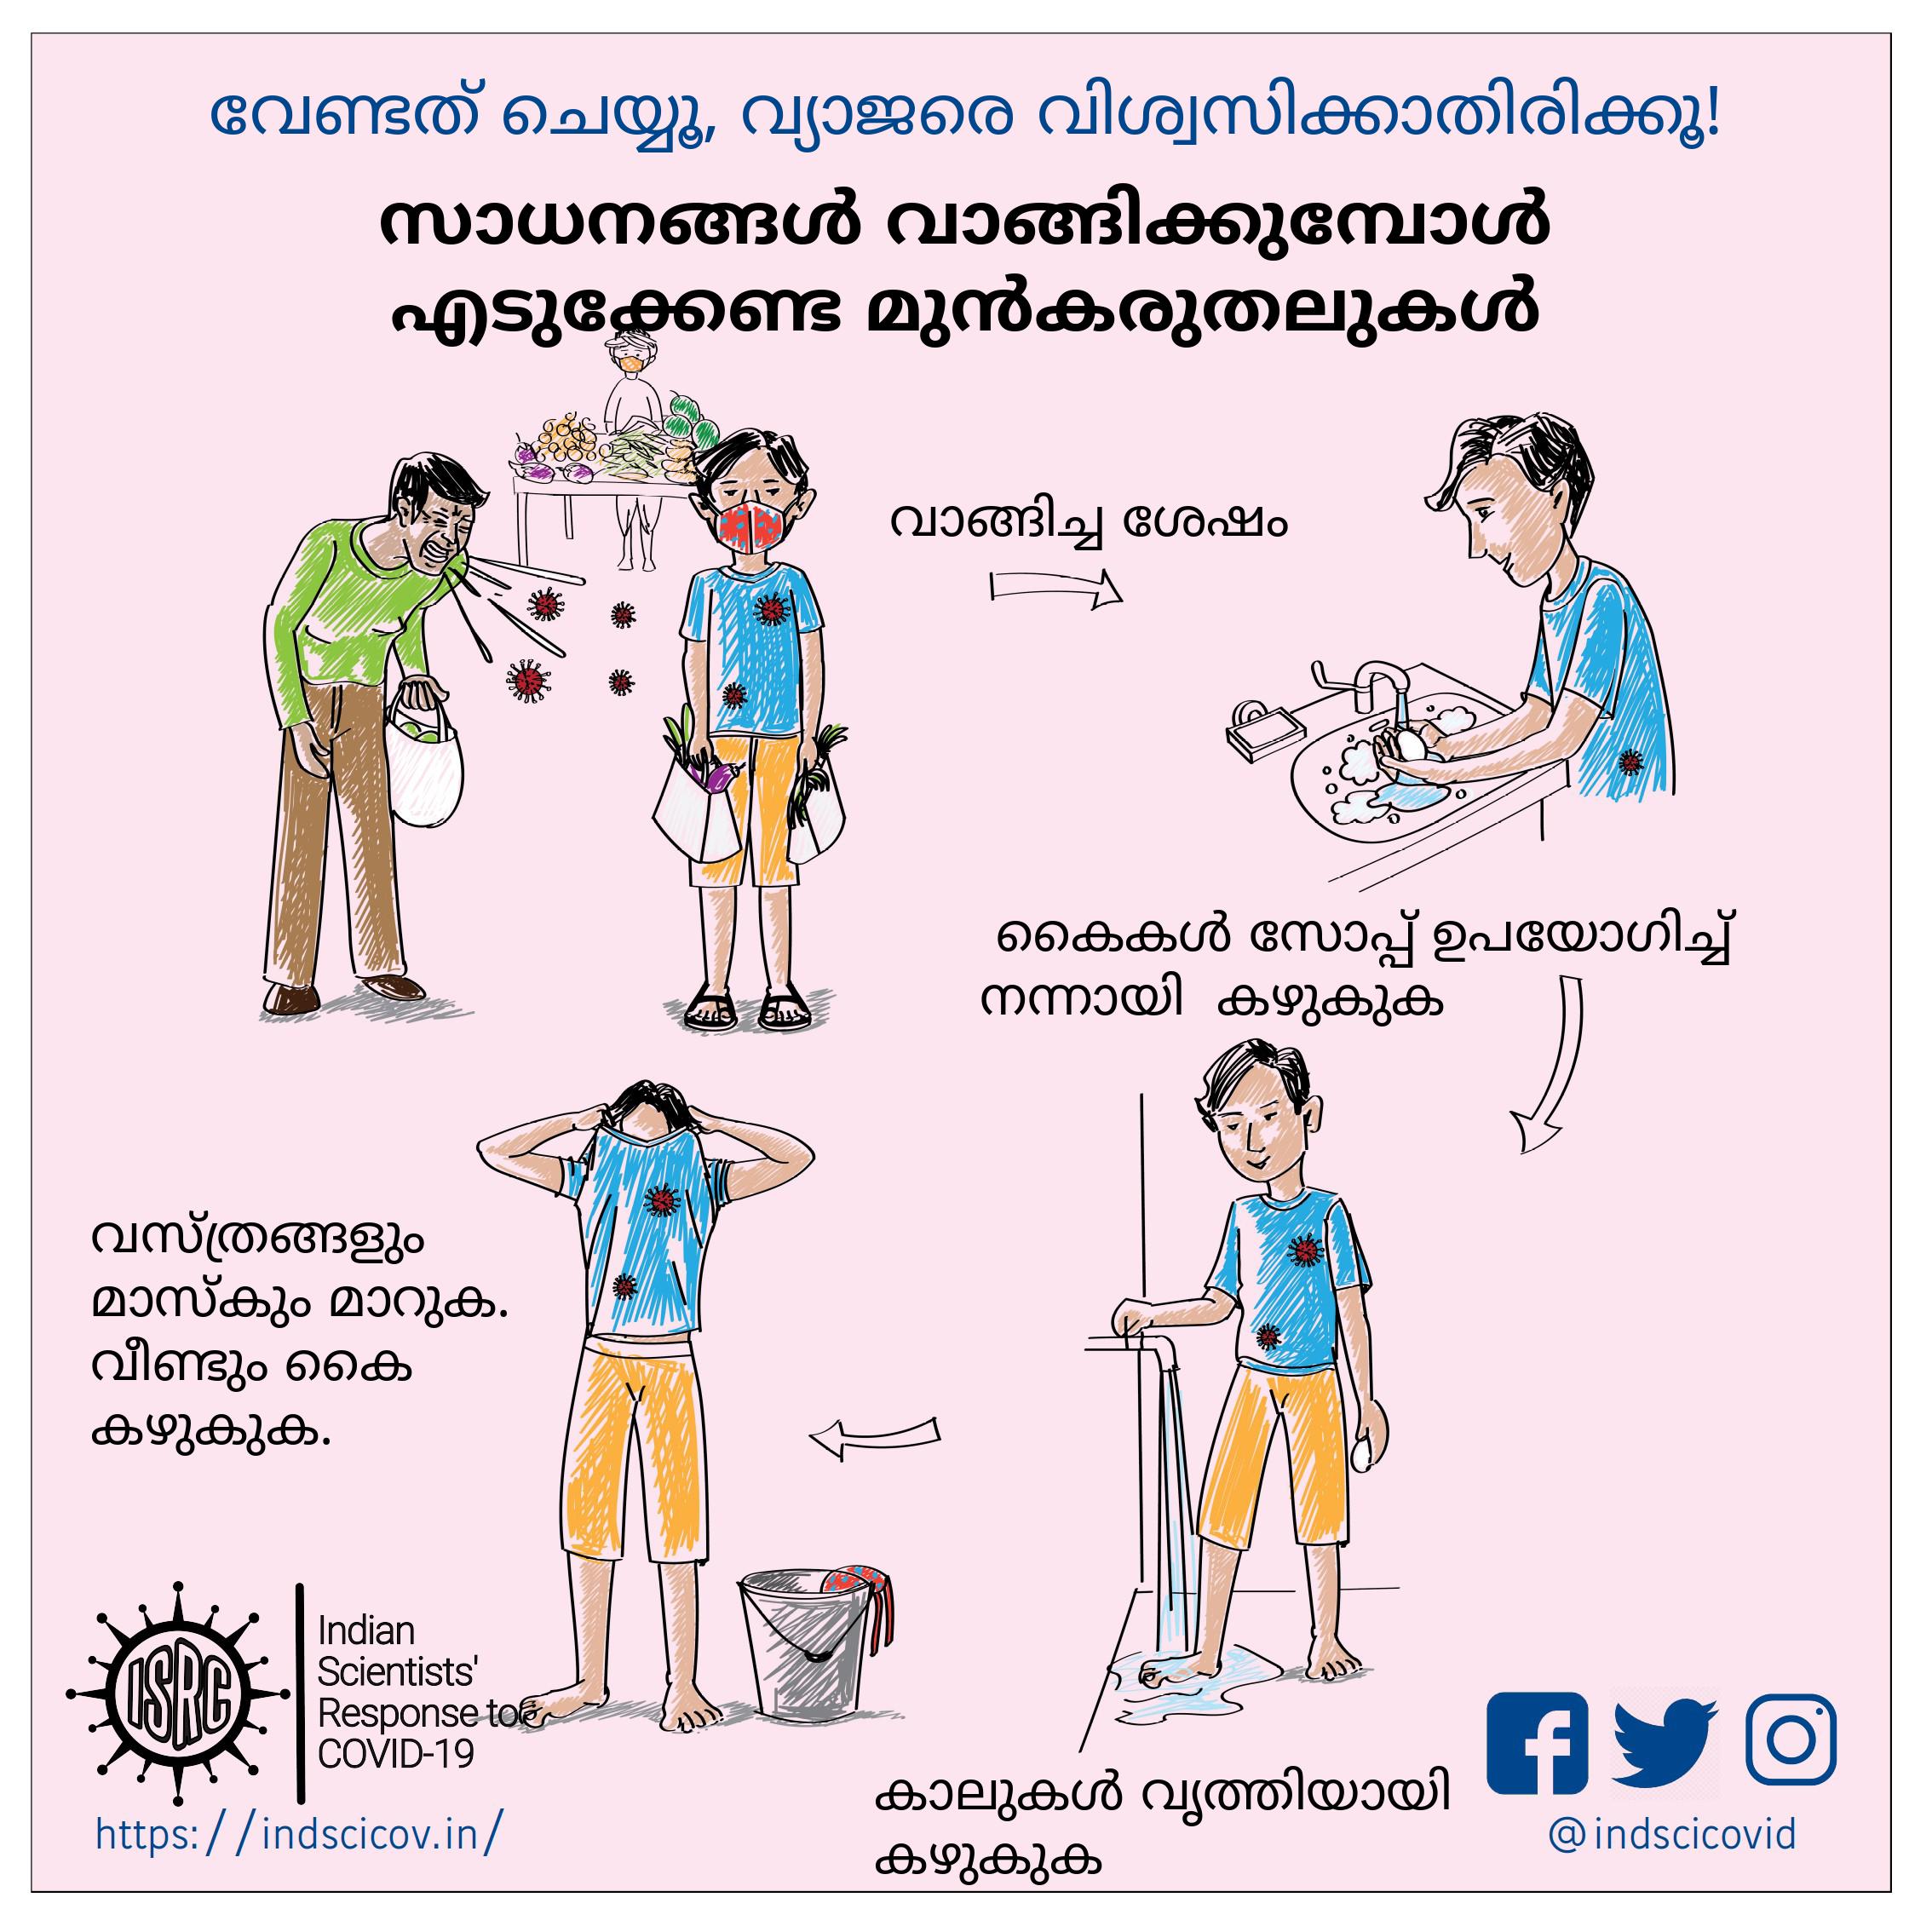 വേണ്ടത് ചെയ്യൂ, വ്യാജരെ വിശ്വസിക്കാതിരിക്കൂ!
സാധനങ്ങൾ വാങ്ങിക്കുമ്പോൾ
എടുക്കേണ്ട മുൻകരുതലുകൾ
വാങ്ങിച്ച ശേഷം
കൈകൾ സോപ്പ് ഉപയോഗിച്ച്
നന്നായി കഴുകുക
വസ്ത്രങ്ങളും
മാസ്കും മാറുക.
വീണ്ടും കൈ
കഴുകുക.
കാലുകൾ വൃത്തിയായി
കഴുകുക
ISRC
Indian
Scientists'
Response to
COVID-19
https://indscicov.in/
@indscicovid